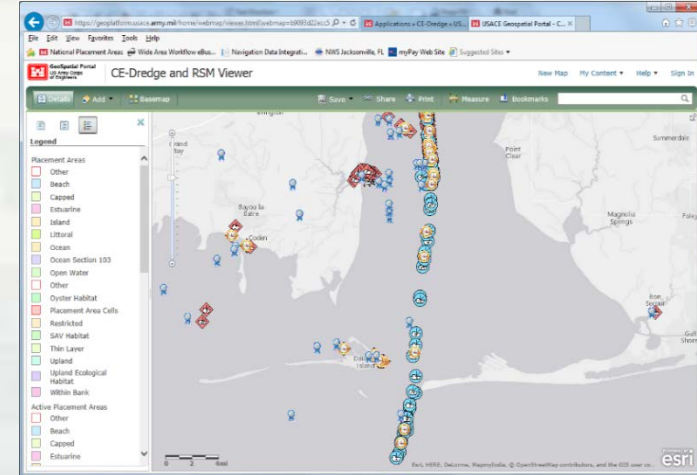 https://geoplatform.usace.army.mil/home/webmap/viewer.html?webmap=b9093d22ecc5
Applications » CE-Dredge » US...
USACE Geospatial Portal - C...
File Edit View Favorites Tools Help
National Placement Areas
Wide Area Workflow eBus...
Navigation Data Integrati...
NWS Jacksonville, FL
myPay Web Site
Suggested Sites
GeoSpatial Portal
US Army Corps
of Engineers
CE-Dredge and RSM Viewer
New Map My Content Help Sign In
Details Add Basemap Save Share Print Measure Bookmarks
Legend
Placement Areas
Other
Beach
Capped
Estuarine
Island
Littoral
Ocean
Ocean Section 103
Open Water
Other
Oyster Habitat
Placement Area Cells
Restricted
SAV Habitat
Thin Layer
Upland
Upland Ecological
Habitat
Within Bank
Active Placement Areas
Other
Beach
Capped
Estuarine
Point
Clear
Summerdale
Bayou la
Batre
Coden
Magnolia
Springs
Foley
Bon
Secour
Gulf
Shores
Island
0 2 4mi
Esri, HERE, DeLorme, MapmyIndia, © OpenStreetMap contributors, and the GIS user co..
esri